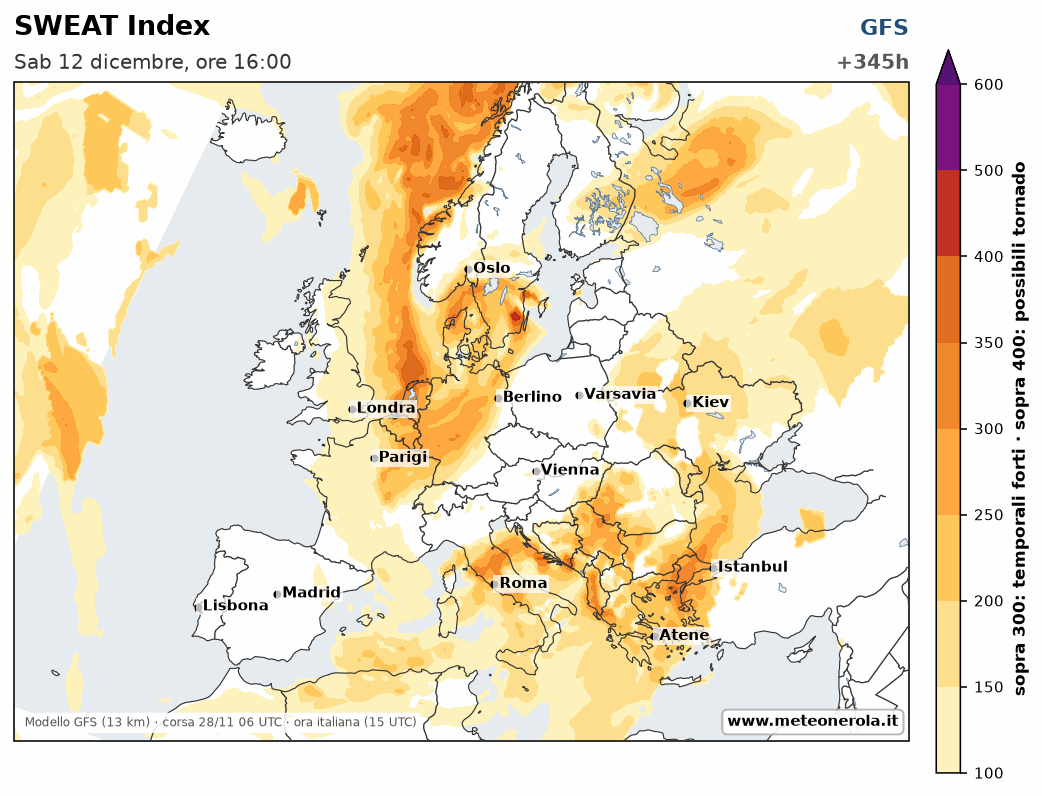 SWEAT Index
GFS
Sab 12 dicembre, ore 16:00
+345h
Oslo
Londra
Berlino
Varsavia
Kiev
Parigi
Vienna
Istanbul
Roma
Madrid
Lisbona
Atene
Modello GFS (13 km) · corsa 28/11 06 UTC · ora italiana (15 UTC)
www.meteonerola.it
600
500
400
350
300
250
200
150
100
sopra 300: temporali forti · sopra 400: possibili tornado